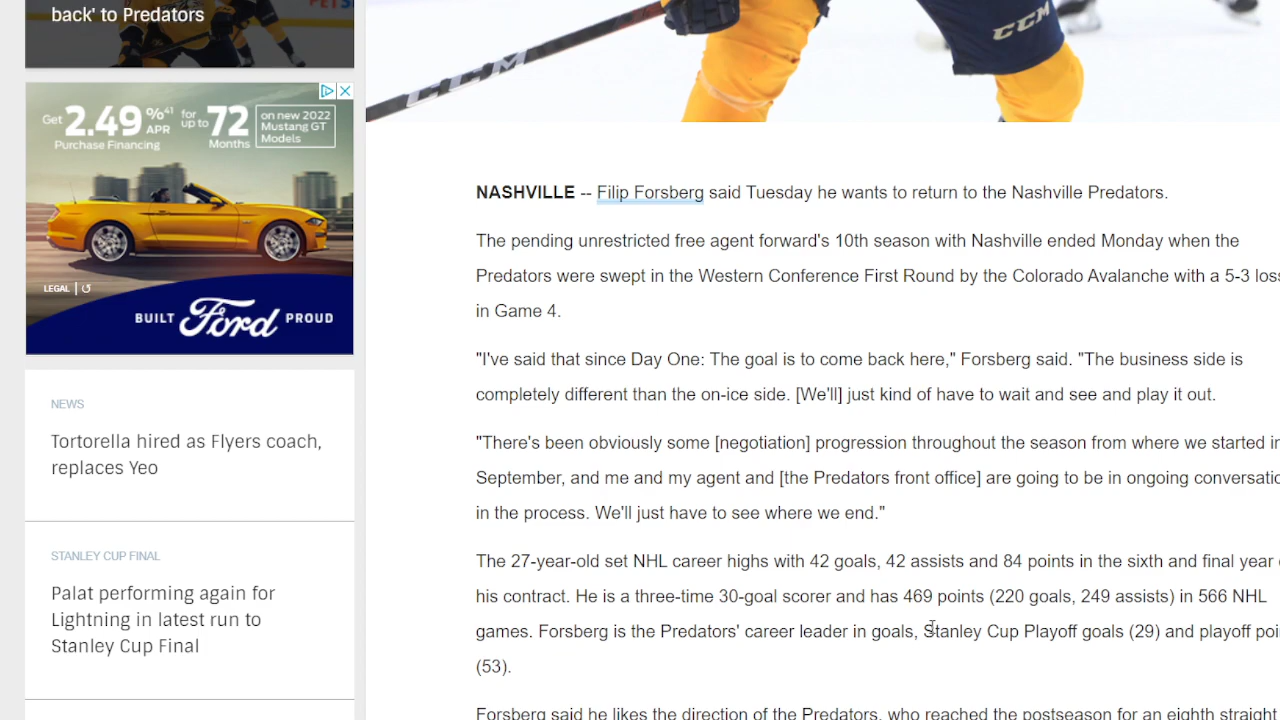 back' to Predators
Get 2.49%41 APR for up to 72 Months
Purchase Financing
on new 2022
Mustang GT
Models
LEGAL
BUILT Ford PROUD
NEWS
Tortorella hired as Flyers coach,
replaces Yeo
STANLEY CUP FINAL
Palat performing again for
Lightning in latest run to
Stanley Cup Final
CCM
CCM
NASHVILLE -- Filip Forsberg said Tuesday he wants to return to the Nashville Predators.
The pending unrestricted free agent forward's 10th season with Nashville ended Monday when the
Predators were swept in the Western Conference First Round by the Colorado Avalanche with a 5-3 loss
in Game 4.
"I've said that since Day One: The goal is to come back here," Forsberg said. "The business side is
completely different than the on-ice side. [We'll] just kind of have to wait and see and play it out.
"There's been obviously some [negotiation] progression throughout the season from where we started in
September, and me and my agent and [the Predators front office] are going to be in ongoing conversatio
in the process. We'll just have to see where we end."
The 27-year-old set NHL career highs with 42 goals, 42 assists and 84 points in the sixth and final year
his contract. He is a three-time 30-goal scorer and has 469 points (220 goals, 249 assists) in 566 NHL
games. Forsberg is the Predators' career leader in goals, Stanley Cup Playoff goals (29) and playoff poi
(53).
Forsberg said he likes the direction of the Predators, who reached the postseason for an eighth straight